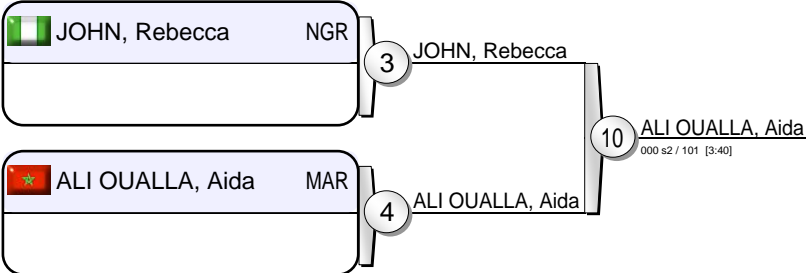 JOHN, Rebecca NGR
3
JOHN, Rebecca
10
ALI OUALLA, Aida
000 s2 / 101 [3:40]
ALI OUALLA, Aida MAR
4
ALI OUALLA, Aida